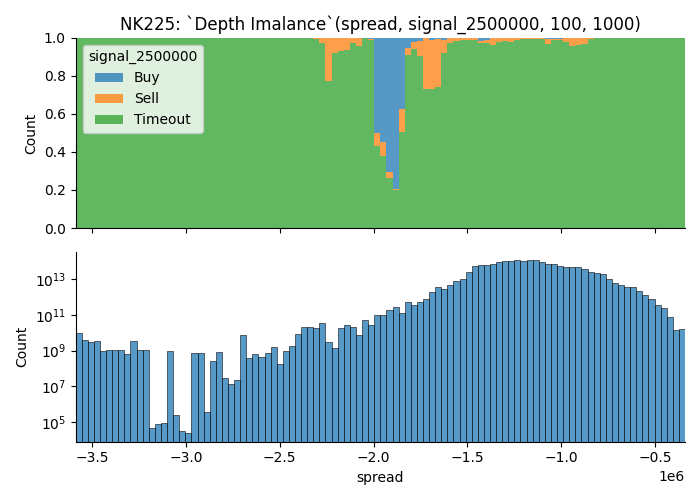 NK225: `Depth Imalance`(spread, signal_2500000, 100, 1000)
1.0
0.8
0.6
0.4
0.2
0.0
Count
signal_2500000
Buy
Sell
Timeout
10^13
10^11
10^9
10^7
10^5
Count
−3.5 −3.0 −2.5 −2.0 −1.5 −1.0 −0.5
1e6
spread